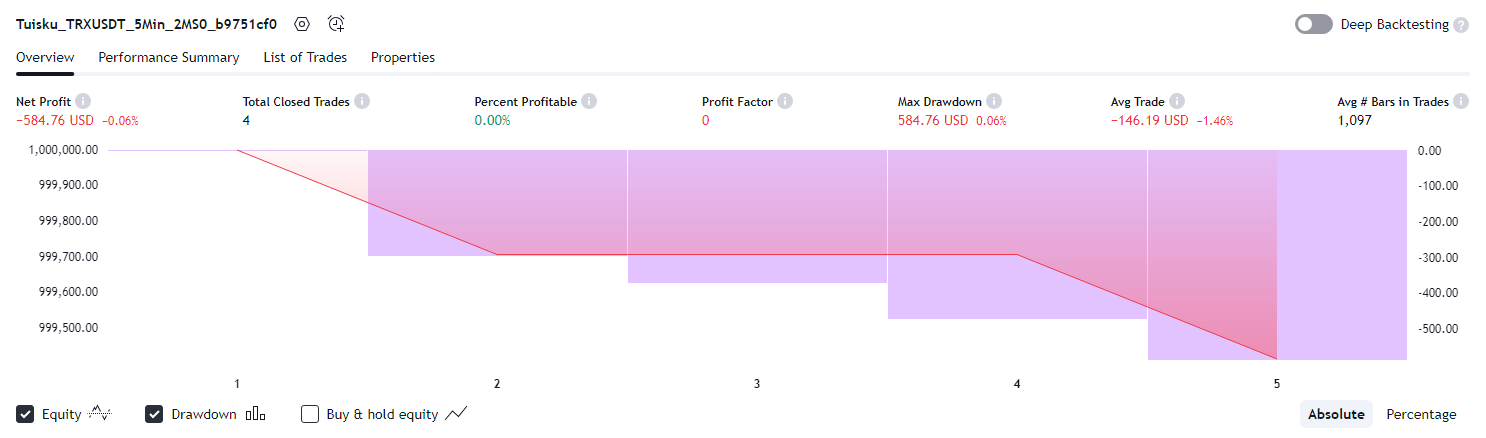 Tuisku_TRXUSDT_5Min_2MS0_b9751cf0 Deep Backtesting ?
Overview Performance Summary List of Trades Properties
Net Profit Total Closed Trades Percent Profitable Profit Factor Max Drawdown Avg Trade Avg # Bars in Trades
−584.76 USD −0.06% 4 0.00% 0 584.76 USD 0.06% −146.19 USD −1.46% 1,097
1,000,000.00 0.00
999,900.00 -100.00
999,800.00 -200.00
999,700.00 -300.00
999,600.00 -400.00
999,500.00 -500.00
1 2 3 4 5
Equity Drawdown Buy & hold equity Absolute Percentage